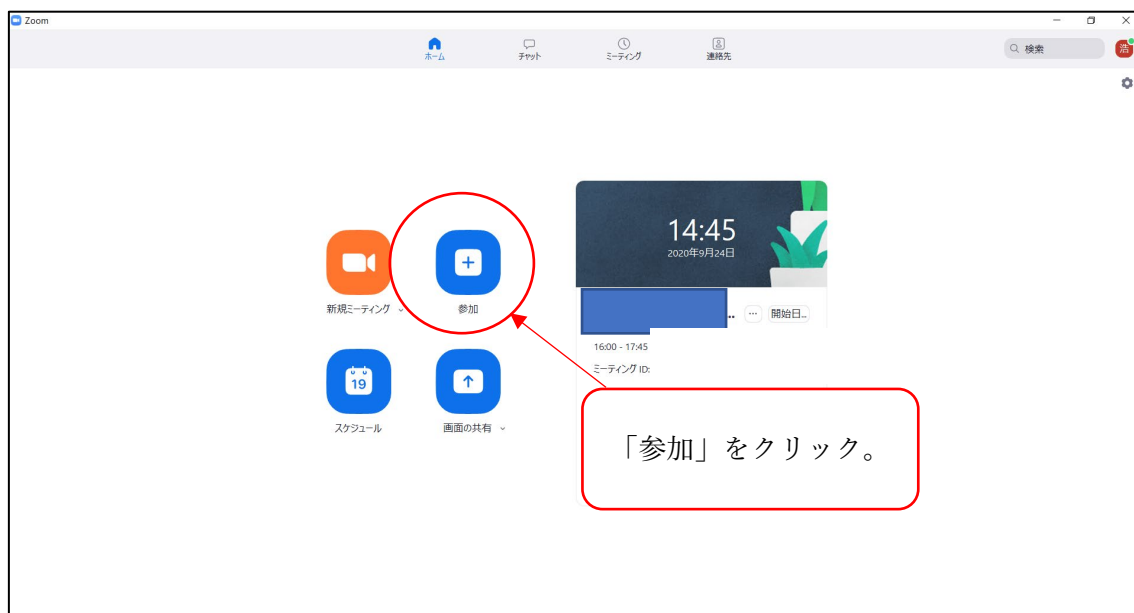 Zoom
ホーム
チャット
ミーティング
連絡先
検索
浩
14:45
2020年9月24日
新規ミーティング
参加
.. ... 開始日...
16:00 - 17:45
ミーティング ID:
19
スケジュール
画面の共有
「参加」をクリック。